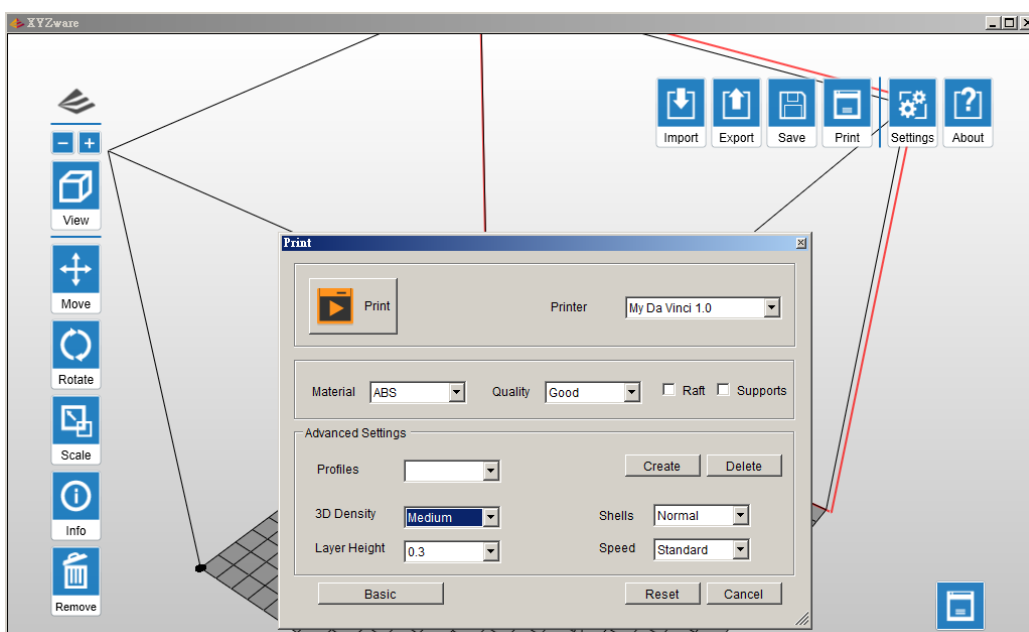 XYZware
Import Export Save Print Settings About
View
Move
Rotate
Scale
Info
Remove
Print
Print
Printer My Da Vinci 1.0
Material ABS Quality Good Raft Supports
Advanced Settings
Profiles Create Delete
3D Density Medium Shells Normal
Layer Height 0.3 Speed Standard
Basic Reset Cancel